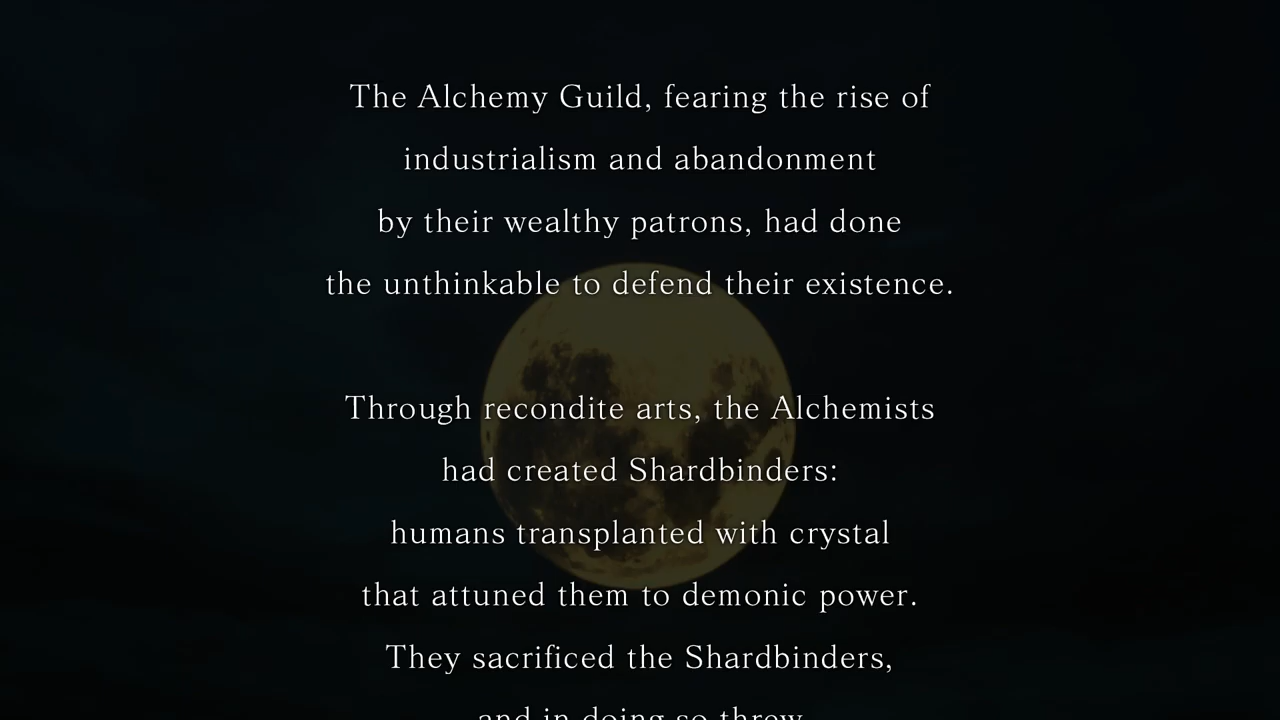 The Alchemy Guild, fearing the rise of
industrialism and abandonment
by their wealthy patrons, had done
the unthinkable to defend their existence.
Through recondite arts, the Alchemists
had created Shardbinders:
humans transplanted with crystal
that attuned them to demonic power.
They sacrificed the Shardbinders,
and in doing so threw